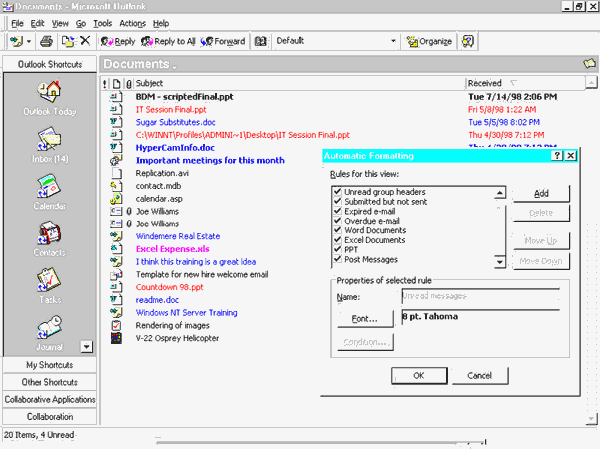 Documents - Microsoft Outlook
File Edit View Go Tools Actions Help
Reply Reply to All Forward Default Organize
Outlook Shortcuts
Documents .
! Subject Received
Outlook Today
Inbox (14)
Calendar
Contacts
Tasks
Journal
My Shortcuts
Other Shortcuts
Collaborative Applications
Collaboration
BDM - scriptedFinal.ppt Tue 7/14/98 2:06 PM
IT Session Final.ppt Fri 5/8/98 1:22 AM
Sugar Substitutes.doc Tue 5/5/98 8:02 PM
C:\WINNT\Profiles\ADMINI~1\Desktop\IT Session Final.ppt Thu 4/30/98 7:12 PM
HyperCamInfo.doc
Important meetings for this month
Replication.avi
contact.mdb
calendar.asp
Joe Williams
Joe Williams
Windemere Real Estate
Excel Expense.xls
I think this training is a great idea
Template for new hire welcome email
Countdown 98.ppt
readme.doc
Windows NT Server Training
Rendering of images
V-22 Osprey Helicopter
Automatic Formatting
Rules for this view:
Unread group headers
Submitted but not sent
Expired e-mail
Overdue e-mail
Word Documents
Excel Documents
PPT
Post Messages
Add
Delete
Move Up
Move Down
Properties of selected rule
Name: Unread messages
Font... 8 pt. Tahoma
Condition...
OK Cancel
20 Items, 4 Unread